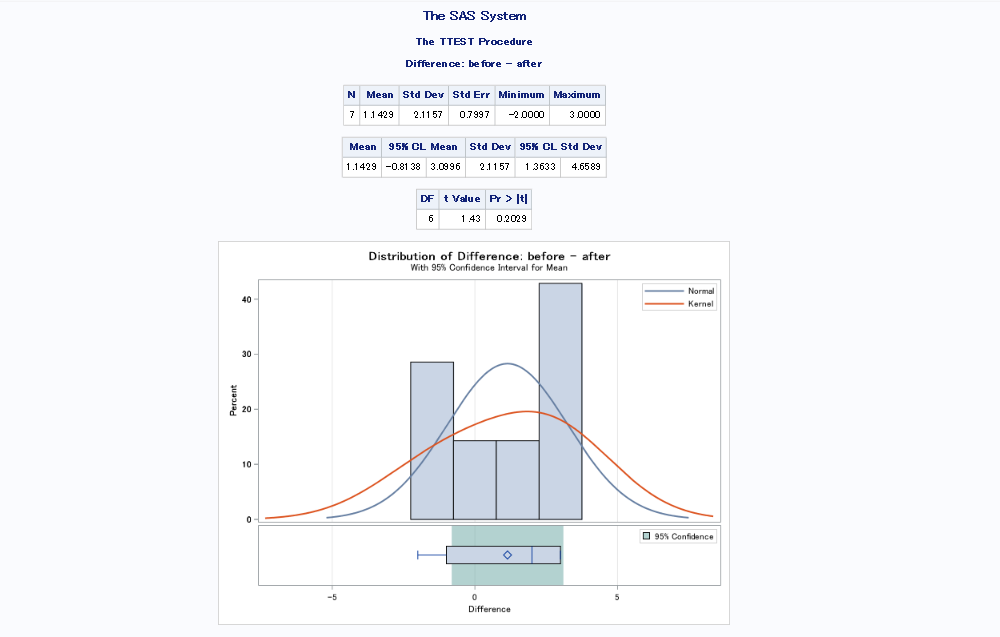 The SAS System
The TTEST Procedure
Difference: before − after
N Mean Std Dev Std Err Minimum Maximum
7 1.1429 2.1157 0.7997 −2.0000 3.0000
Mean 95% CL Mean Std Dev 95% CL Std Dev
1.1429 −0.8138 3.0996 2.1157 1.3633 4.6589
DF t Value Pr > |t|
6 1.43 0.2029
Distribution of Difference: before − after
With 95% Confidence Interval for Mean
Normal
Kernel
40
30
20
10
0
Percent
95% Confidence
−5 0 5
Difference